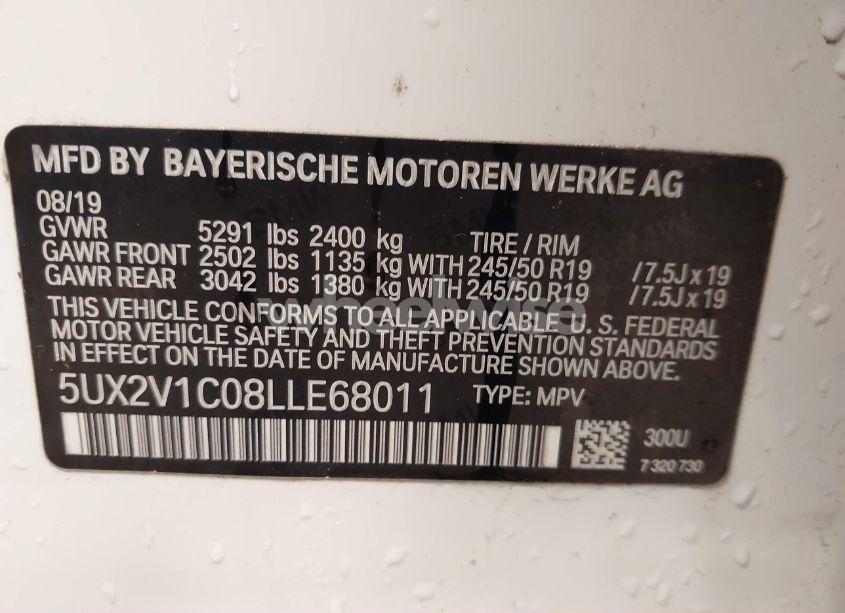 MFD BY BAYERISCHE MOTOREN WERKE AG
08/19
GVWR 5291 lbs 2400 kg TIRE / RIM
GAWR FRONT 2502 lbs 1135 kg WITH 245/50 R19 /7.5J x 19
GAWR REAR 3042 lbs 1380 kg WITH 245/50 R19 /7.5J x 19
THIS VEHICLE CONFORMS TO ALL APPLICABLE U. S. FEDERAL
MOTOR VEHICLE SAFETY AND THEFT PREVENTION STANDARDS
IN EFFECT ON THE DATE OF MANUFACTURE SHOWN ABOVE.
5UX2V1C08LLE68011 TYPE: MPV
300U
7 320 730